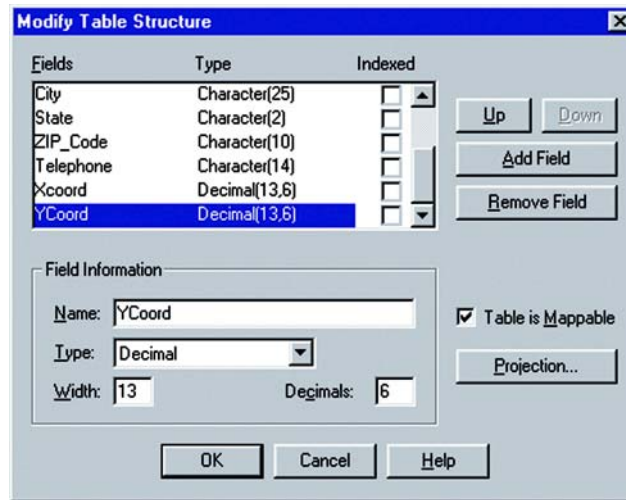 Modify Table Structure
Fields Type Indexed
City Character(25)
State Character(2)
ZIP_Code Character(10)
Telephone Character(14)
Xcoord Decimal(13,6)
YCoord Decimal(13,6)
Up Down
Add Field
Remove Field
Field Information
Name: YCoord
Type: Decimal
Width: 13 Decimals: 6
Table is Mappable
Projection...
OK Cancel Help